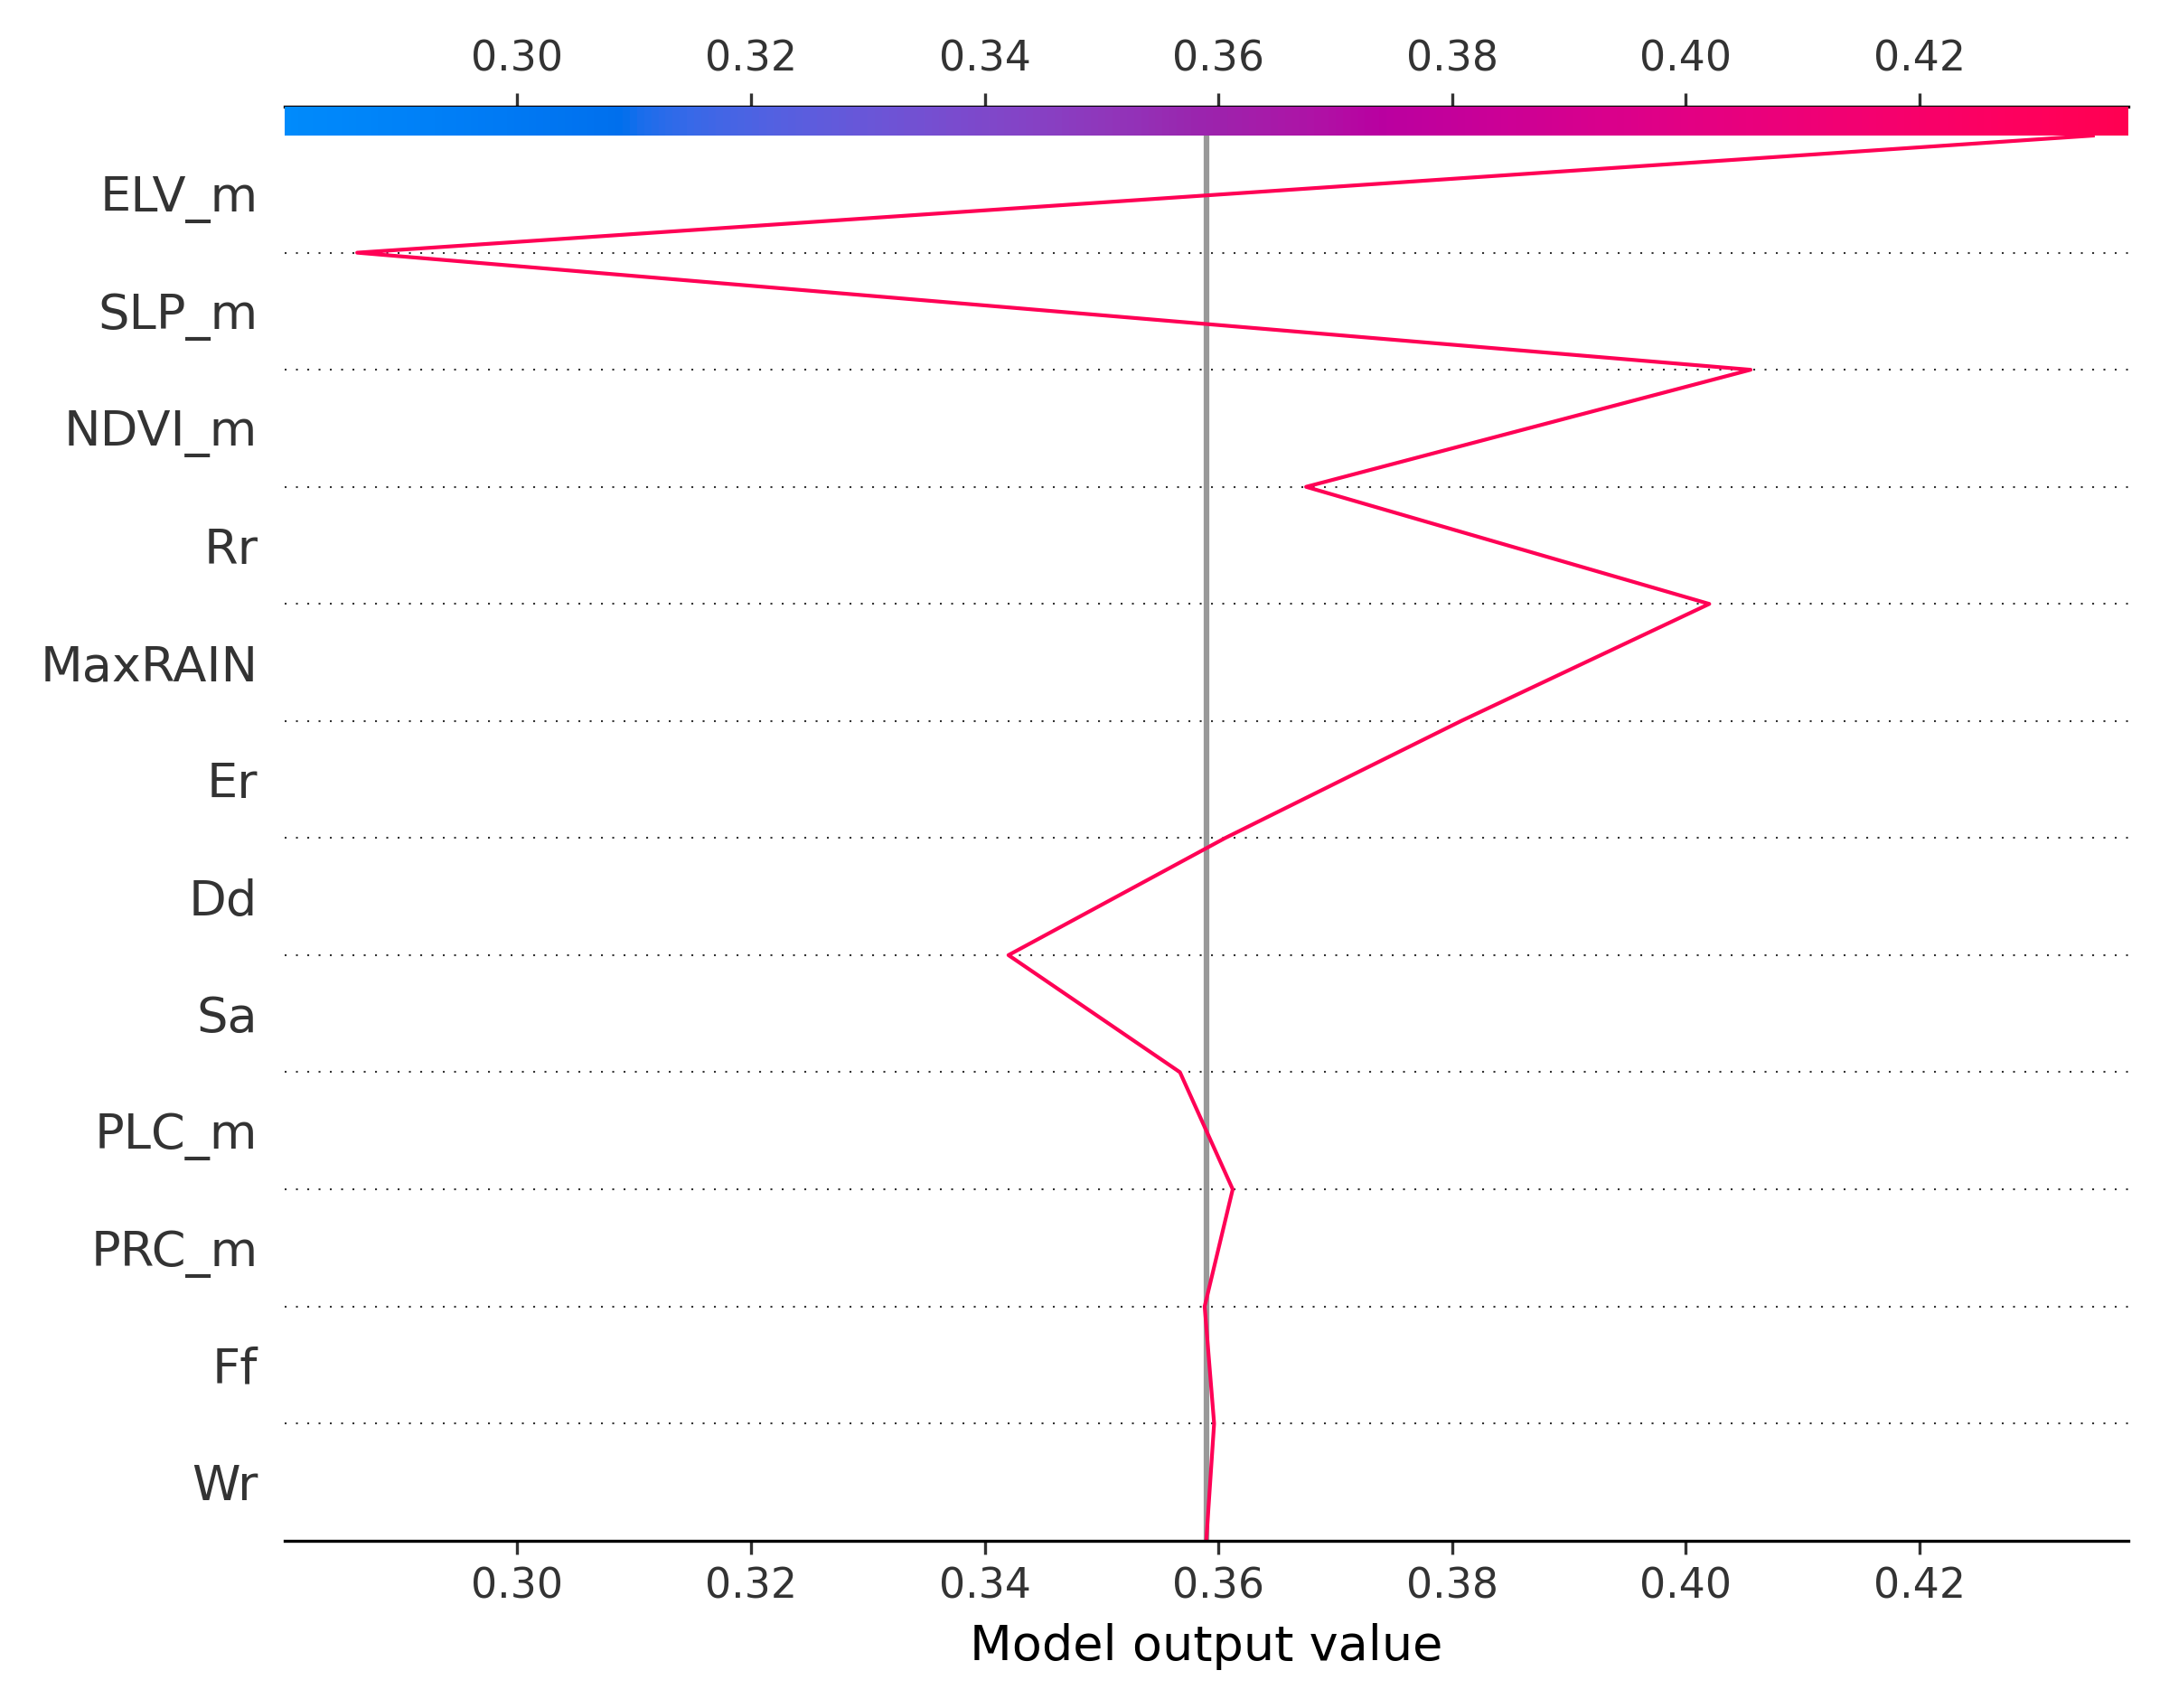 0.30 0.32 0.34 0.36 0.38 0.40 0.42
ELV_m
SLP_m
NDVI_m
Rr
MaxRAIN
Er
Dd
Sa
PLC_m
PRC_m
Ff
Wr
0.30 0.32 0.34 0.36 0.38 0.40 0.42
Model output value